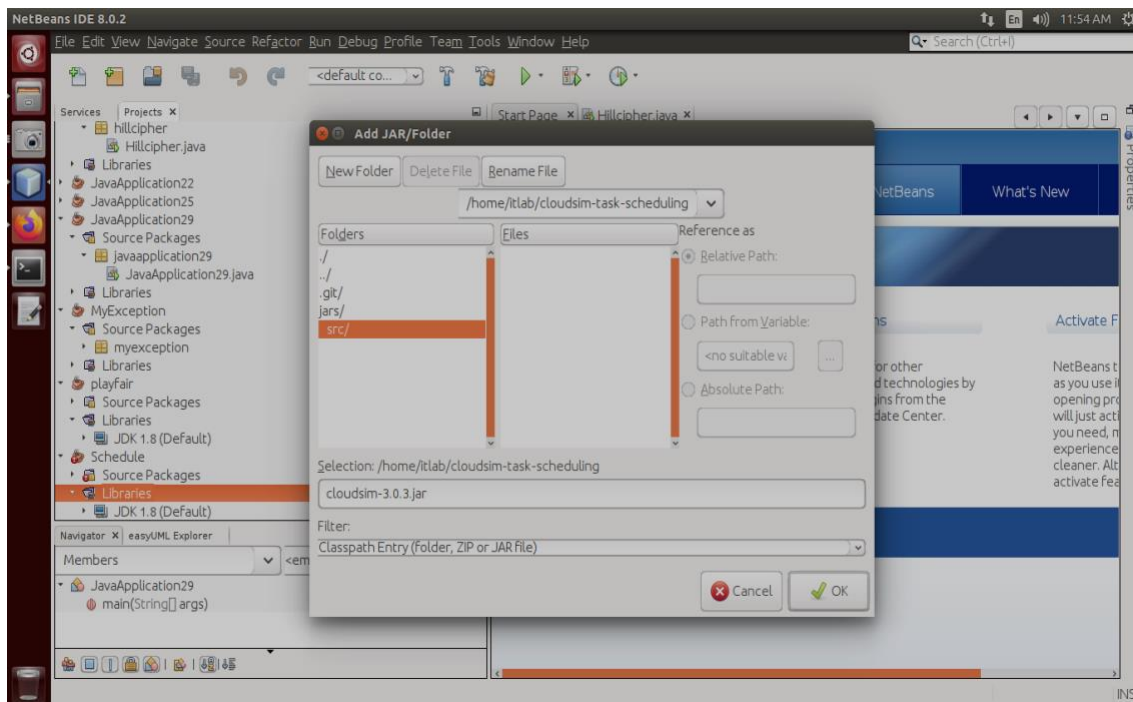 NetBeans IDE 8.0.2
En 11:54 AM
File Edit View Navigate Source Refactor Run Debug Profile Team Tools Window Help
Search (Ctrl+I)
<default co...
Services Projects
Start Page Hillcipher.java
hillcipher
Hillcipher.java
Libraries
JavaApplication22
JavaApplication25
JavaApplication29
Source Packages
javaapplication29
JavaApplication29.java
Libraries
MyException
Source Packages
myexception
Libraries
playfair
Source Packages
Libraries
JDK 1.8 (Default)
Schedule
Source Packages
Libraries
JDK 1.8 (Default)
Navigator easyUML Explorer
Members <em
JavaApplication29
main(String[] args)
Add JAR/Folder
New Folder Delete File Rename File
/home/itlab/cloudsim-task-scheduling
Folders Files Reference as
./
../
.git/
jars/
src/
Relative Path:
Path from Variable:
<no suitable va
...
Absolute Path:
Selection: /home/itlab/cloudsim-task-scheduling
cloudsim-3.0.3.jar
Filter:
Classpath Entry (folder, ZIP or JAR file)
Cancel OK
NetBeans What's New
Properties
ns Activate F
or other
d technologies by
gins from the
date Center.
NetBeans t
as you use i
opening pro
will just acti
you need, m
experience
cleaner. Alt
activate fea
INS